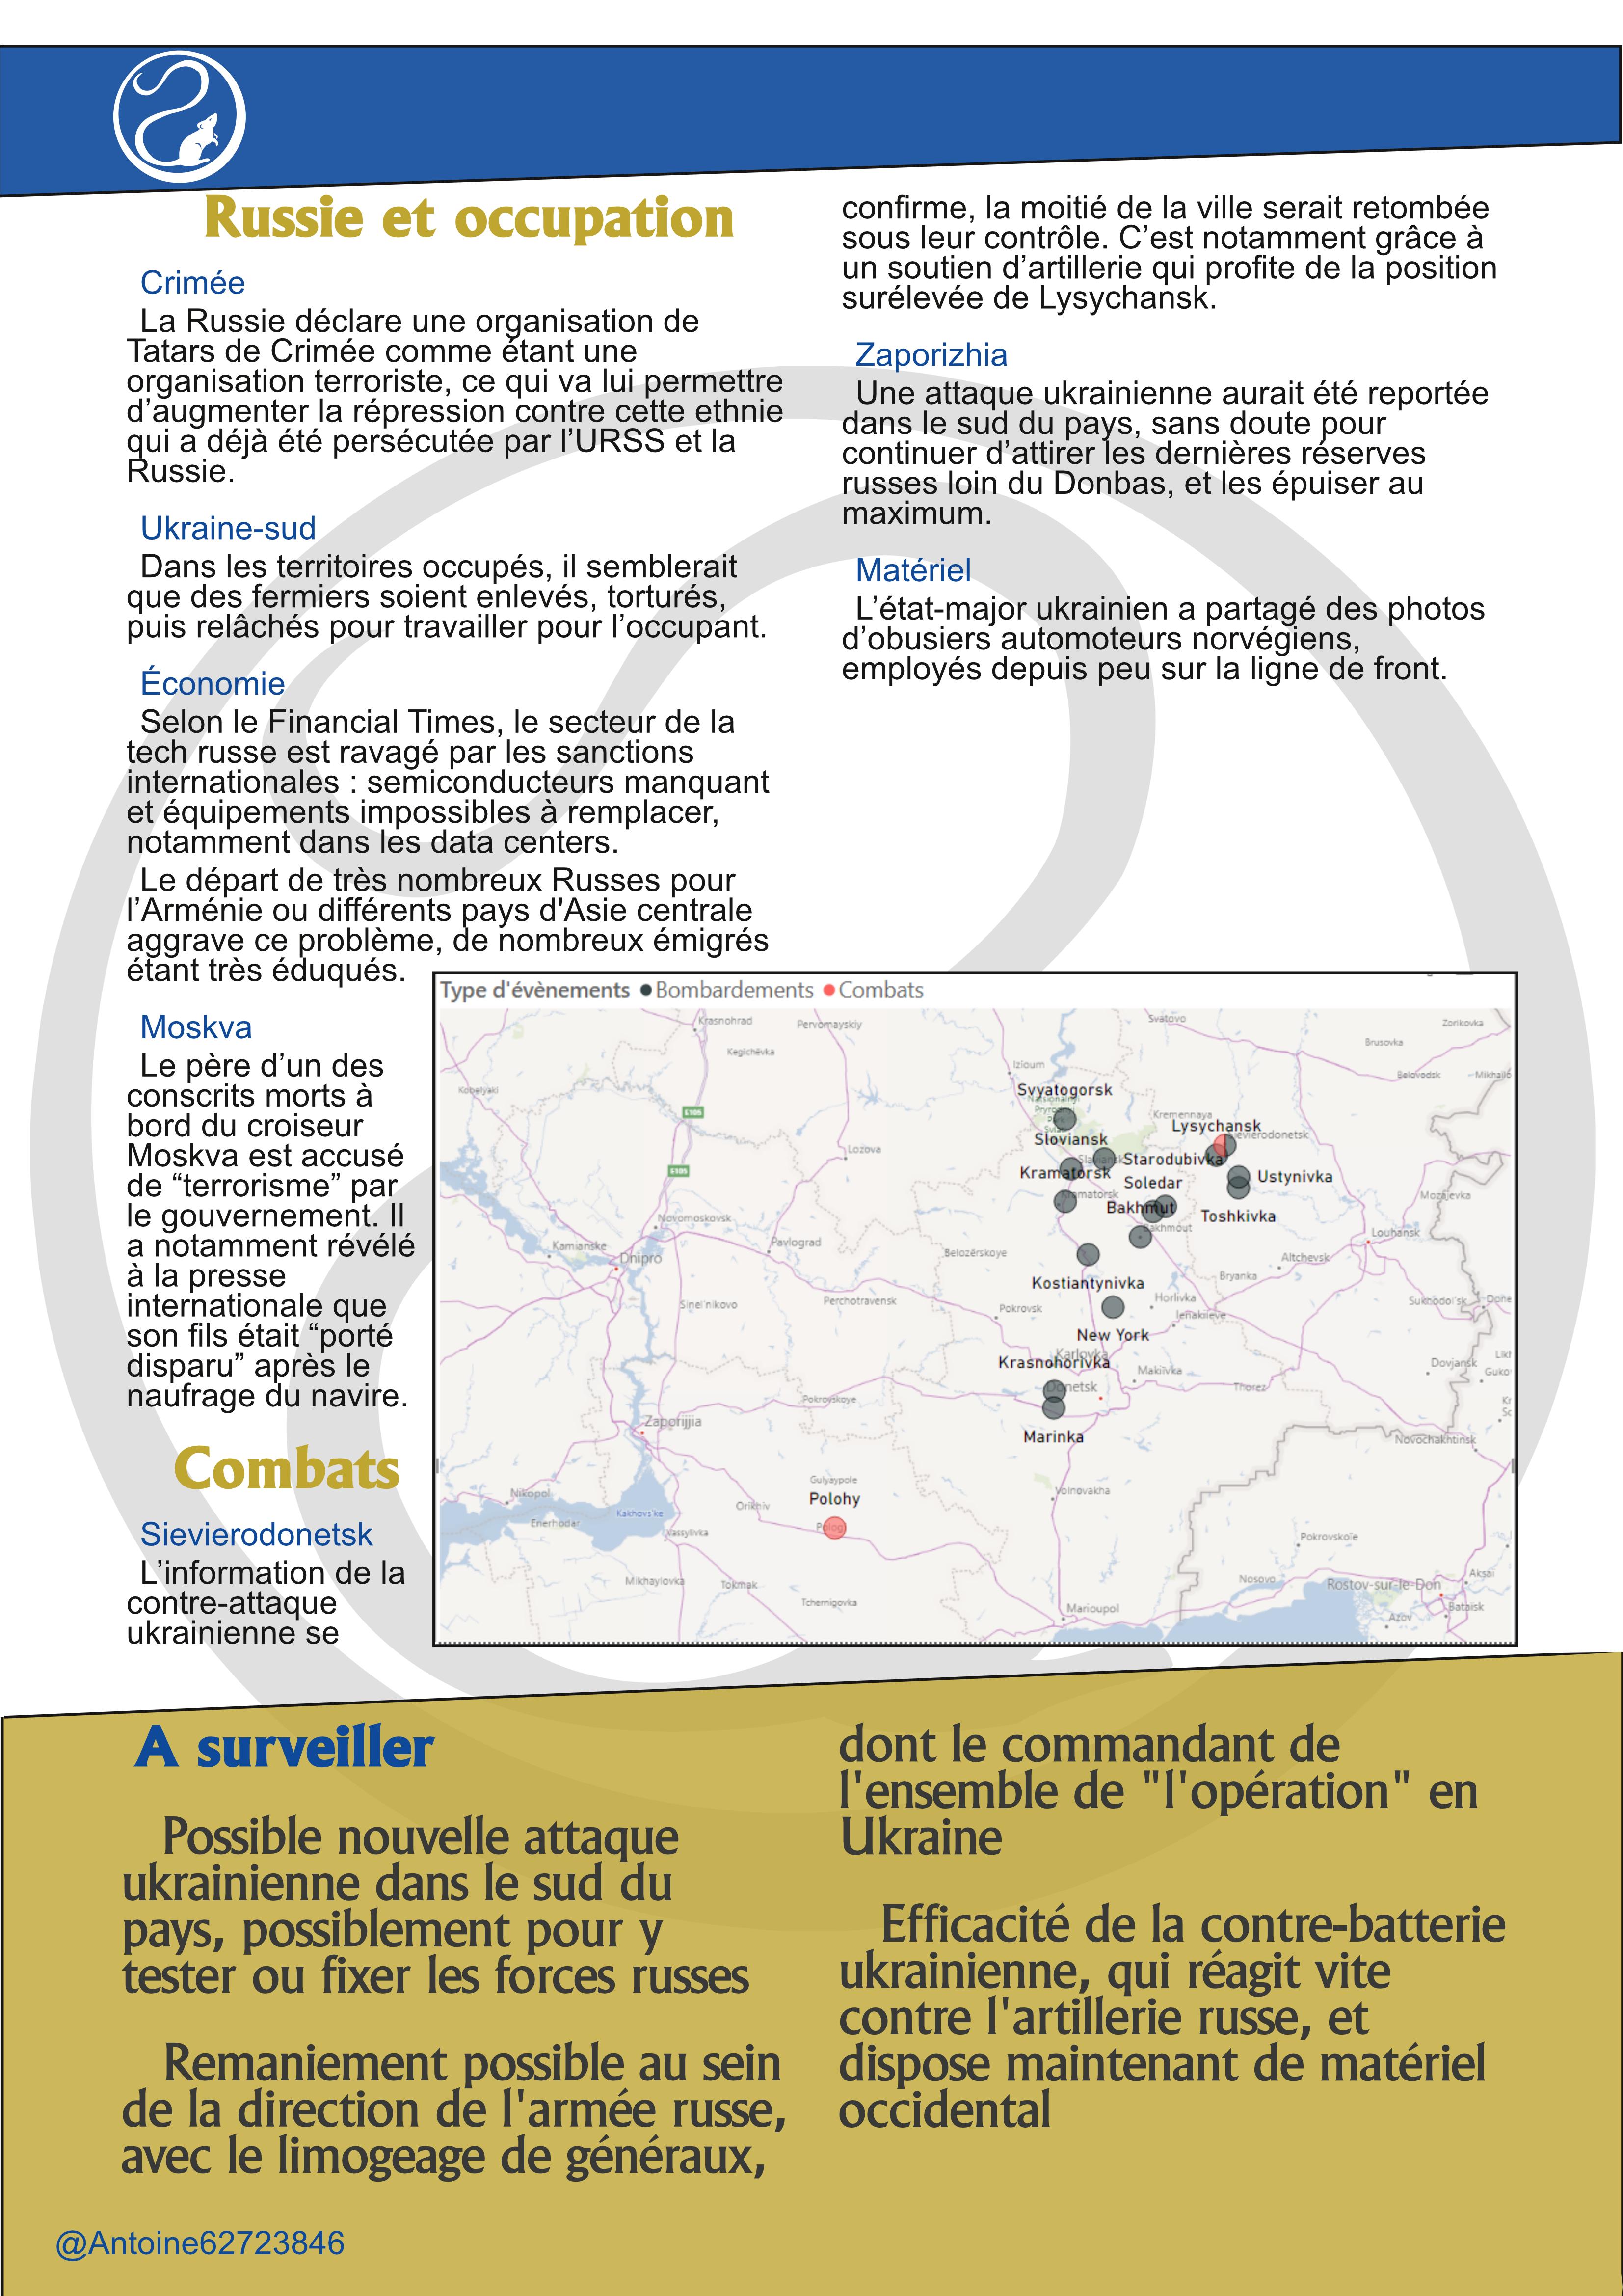 Russie et occupation
Crimée
La Russie déclare une organisation de
Tatars de Crimée comme étant une
organisation terroriste, ce qui va lui permettre
d’augmenter la répression contre cette ethnie
qui a déjà été persécutée par l’URSS et la
Russie.
Ukraine-sud
Dans les territoires occupés, il semblerait
que des fermiers soient enlevés, torturés,
puis relâchés pour travailler pour l’occupant.
Économie
Selon le Financial Times, le secteur de la
tech russe est ravagé par les sanctions
internationales : semiconducteurs manquant
et équipements impossibles à remplacer,
notamment dans les data centers.
Le départ de très nombreux Russes pour
l’Arménie ou différents pays d'Asie centrale
aggrave ce problème, de nombreux émigrés
étant très éduqués.
Moskva
Le père d’un des
conscrits morts à
bord du croiseur
Moskva est accusé
de “terrorisme” par
le gouvernement. Il
a notamment révélé
à la presse
internationale que
son fils était “porté
disparu” après le
naufrage du navire.
Combats
Sievierodonetsk
L’information de la
contre-attaque
ukrainienne se
confirme, la moitié de la ville serait retombée
sous leur contrôle. C’est notamment grâce à
un soutien d’artillerie qui profite de la position
surélevée de Lysychansk.
Zaporizhia
Une attaque ukrainienne aurait été reportée
dans le sud du pays, sans doute pour
continuer d’attirer les dernières réserves
russes loin du Donbas, et les épuiser au
maximum.
Matériel
L’état-major ukrainien a partagé des photos
d’obusiers automoteurs norvégiens,
employés depuis peu sur la ligne de front.
Type d'évènements Bombardements Combats
Krasnohrad
Pervomayskiy
Svatovo
Zorikovka
Kegichëvka
Brusovka
Izioum
Belovodsk
Kobelyaki
Svyatogorsk
E105
Kremennaya
Lysychansk
Sloviansk
Lozova
Starodubivka
E105
Kramatorsk
Soledar
Ustynivka
Bakhmut
Mozajevka
Toshkivka
Novomoskovsk
Bakhmout
Louhansk
Kamianske
Pavlograd
Belozërskoye
Dnipro
Altchevsk
Kostiantynivka
Bryanka
Sinel'nikovo
Perchotravensk
Pokrovsk
Horlivka
Ienakiieve
Sukhodol'sk
New York
Karlovka
Krasnohorivka
Makiivka
Dovjansk
Guko
Donetsk
Thorez
Pokrovskoye
Zaporijjia
Marinka
Novochakhtinsk
Gulyaypole
Polohy
Volnovakha
Nikopol
Orikhiv
Enerhodar
Vassylivka
Pokrovskoïe
Mikhaylovka
Tokmak
Nosovo
Rostov-sur-le-Don
Aksaï
Tchernigovka
Marioupol
Azov
Bataïsk
A surveiller
Possible nouvelle attaque
ukrainienne dans le sud du
pays, possiblement pour y
tester ou fixer les forces russes
Remaniement possible au sein
de la direction de l'armée russe,
avec le limogeage de généraux,
dont le commandant de
l'ensemble de "l'opération" en
Ukraine
Efficacité de la contre-batterie
ukrainienne, qui réagit vite
contre l'artillerie russe, et
dispose maintenant de matériel
occidental
@Antoine62723846